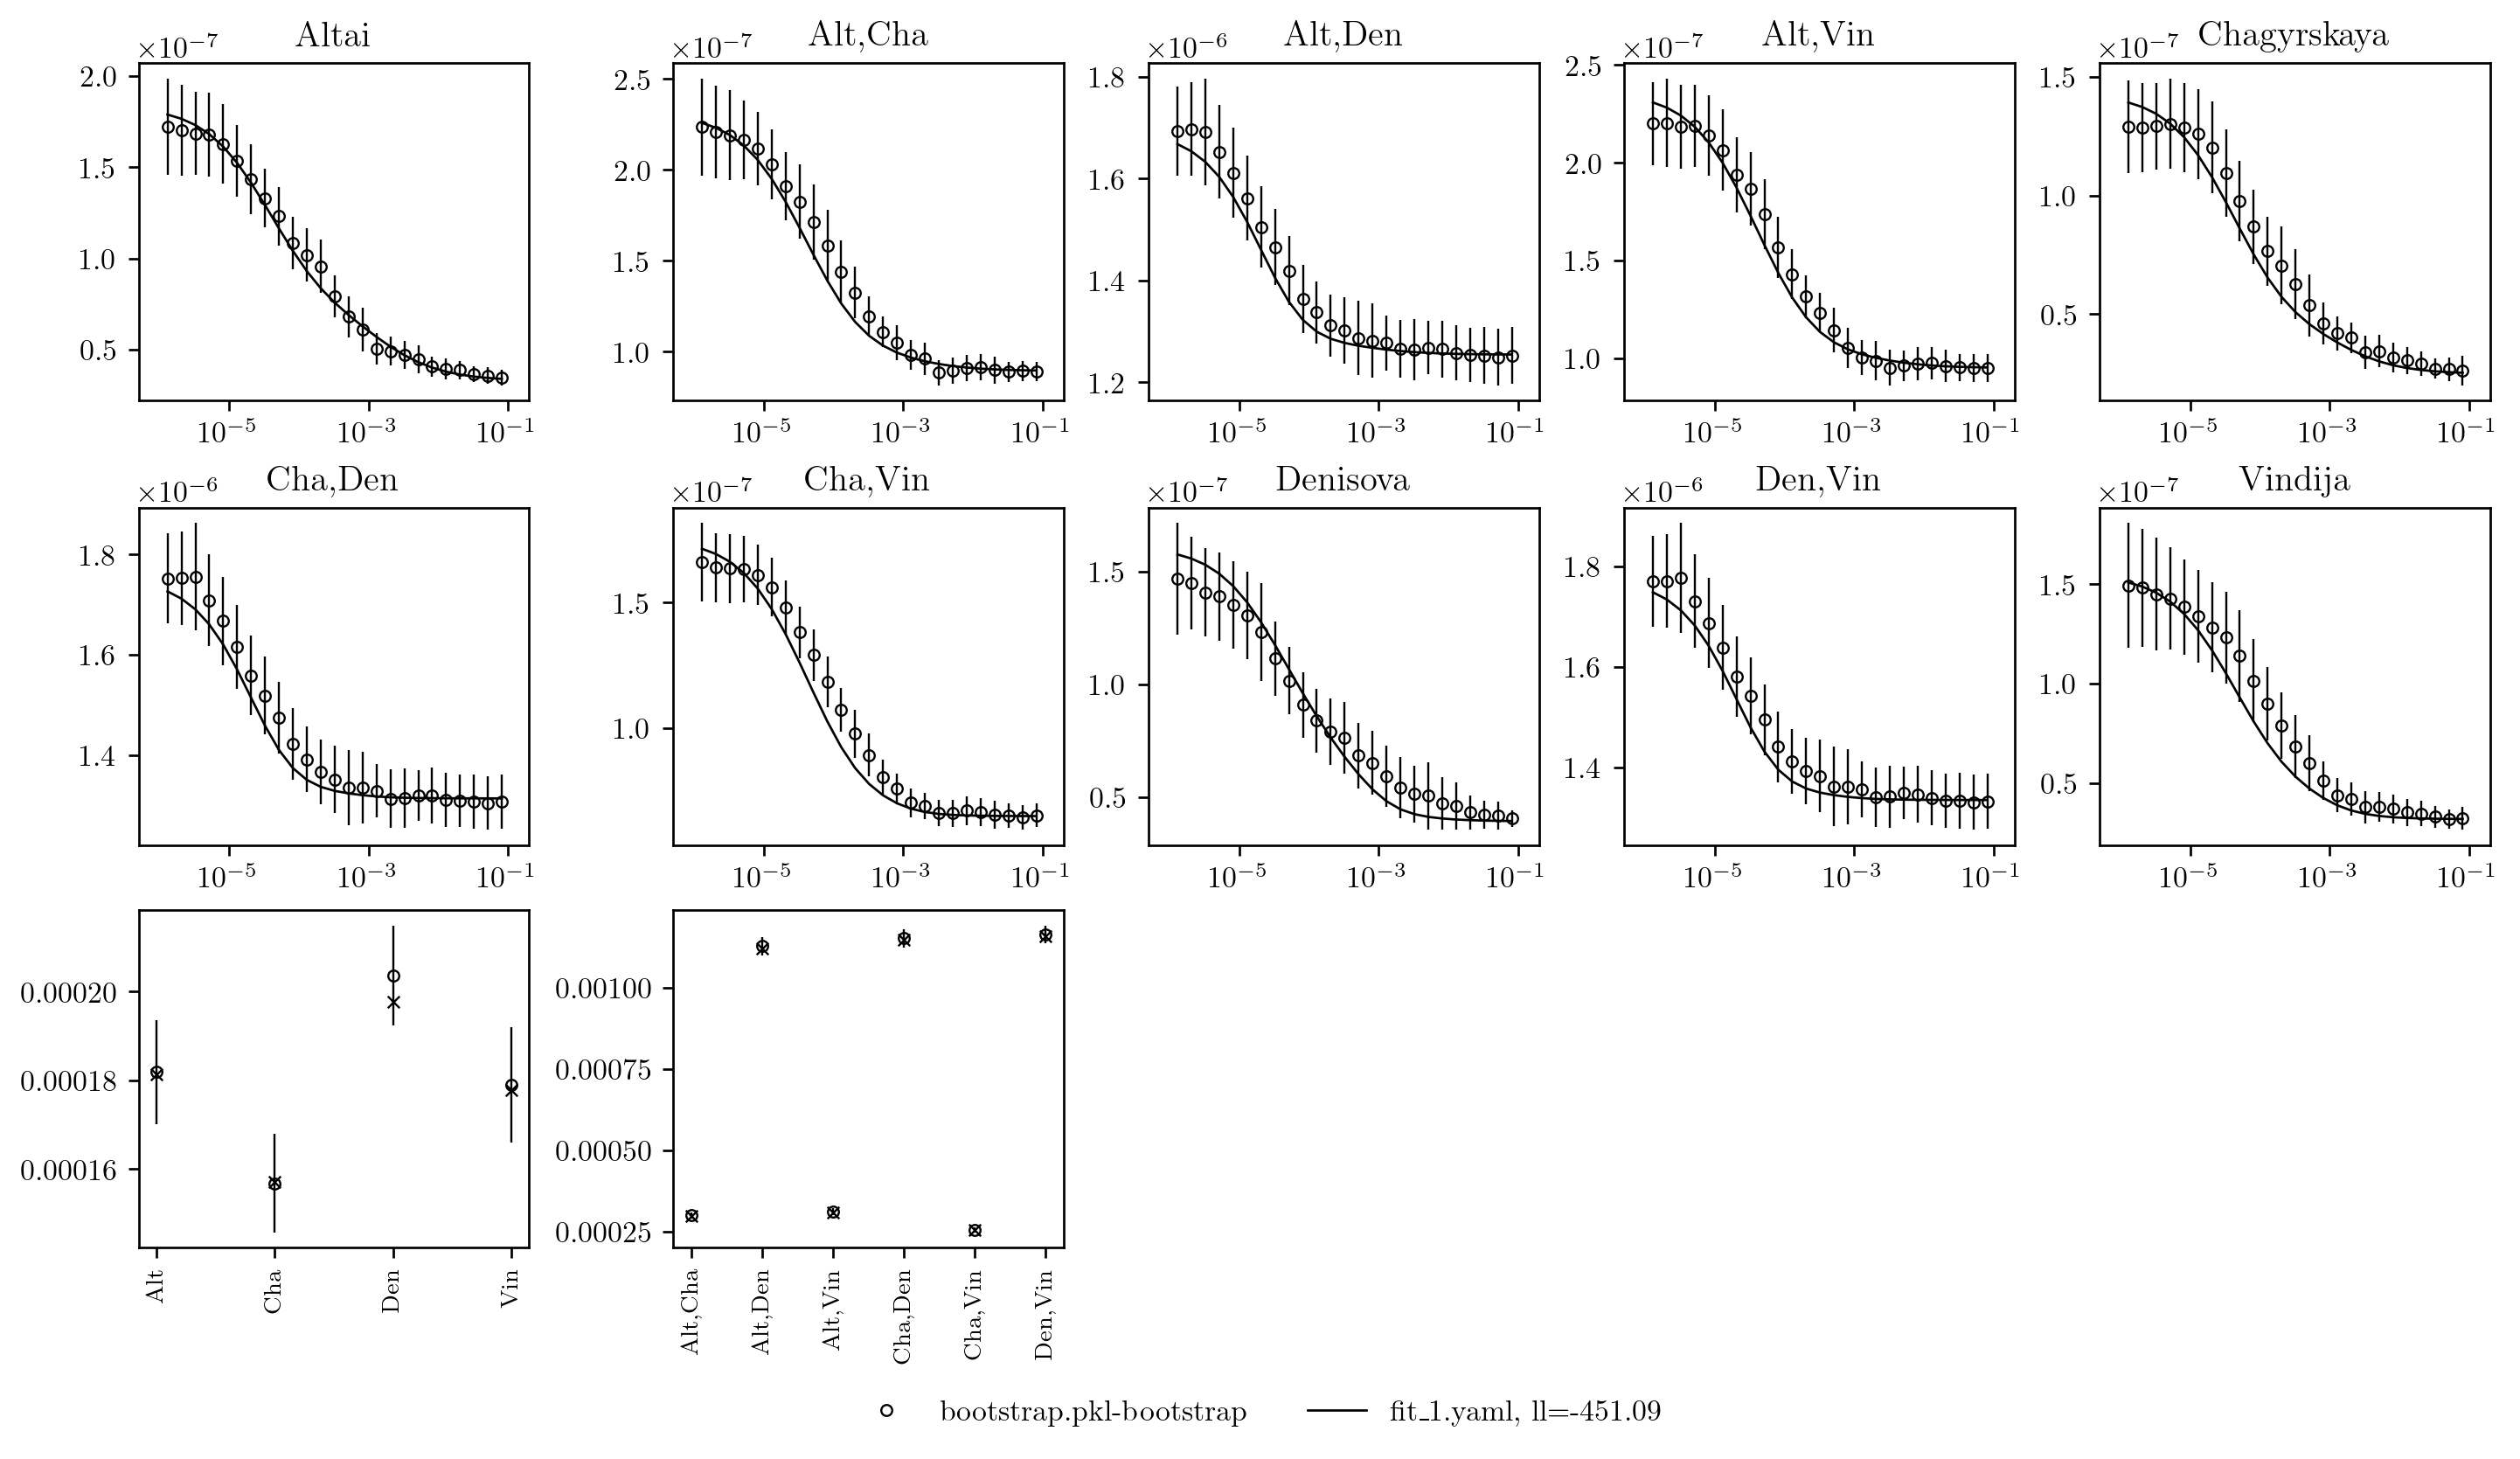 Altai
×10⁻⁷
2.0
1.5
1.0
0.5
10⁻⁵ 10⁻³ 10⁻¹
Alt,Cha
×10⁻⁷
2.5
2.0
1.5
1.0
10⁻⁵ 10⁻³ 10⁻¹
Alt,Den
×10⁻⁶
1.8
1.6
1.4
1.2
10⁻⁵ 10⁻³ 10⁻¹
Alt,Vin
×10⁻⁷
2.5
2.0
1.5
1.0
10⁻⁵ 10⁻³ 10⁻¹
Chagyrskaya
×10⁻⁷
1.5
1.0
0.5
10⁻⁵ 10⁻³ 10⁻¹
Cha,Den
×10⁻⁶
1.8
1.6
1.4
10⁻⁵ 10⁻³ 10⁻¹
Cha,Vin
×10⁻⁷
1.5
1.0
10⁻⁵ 10⁻³ 10⁻¹
Denisova
×10⁻⁷
1.5
1.0
0.5
10⁻⁵ 10⁻³ 10⁻¹
Den,Vin
×10⁻⁶
1.8
1.6
1.4
10⁻⁵ 10⁻³ 10⁻¹
Vindija
×10⁻⁷
1.5
1.0
0.5
10⁻⁵ 10⁻³ 10⁻¹
0.00020
0.00018
0.00016
Alt
Cha
Den
Vin
0.00100
0.00075
0.00050
0.00025
Alt,Cha
Alt,Den
Alt,Vin
Cha,Den
Cha,Vin
Den,Vin
bootstrap.pkl-bootstrap
fit_1.yaml, ll=-451.09